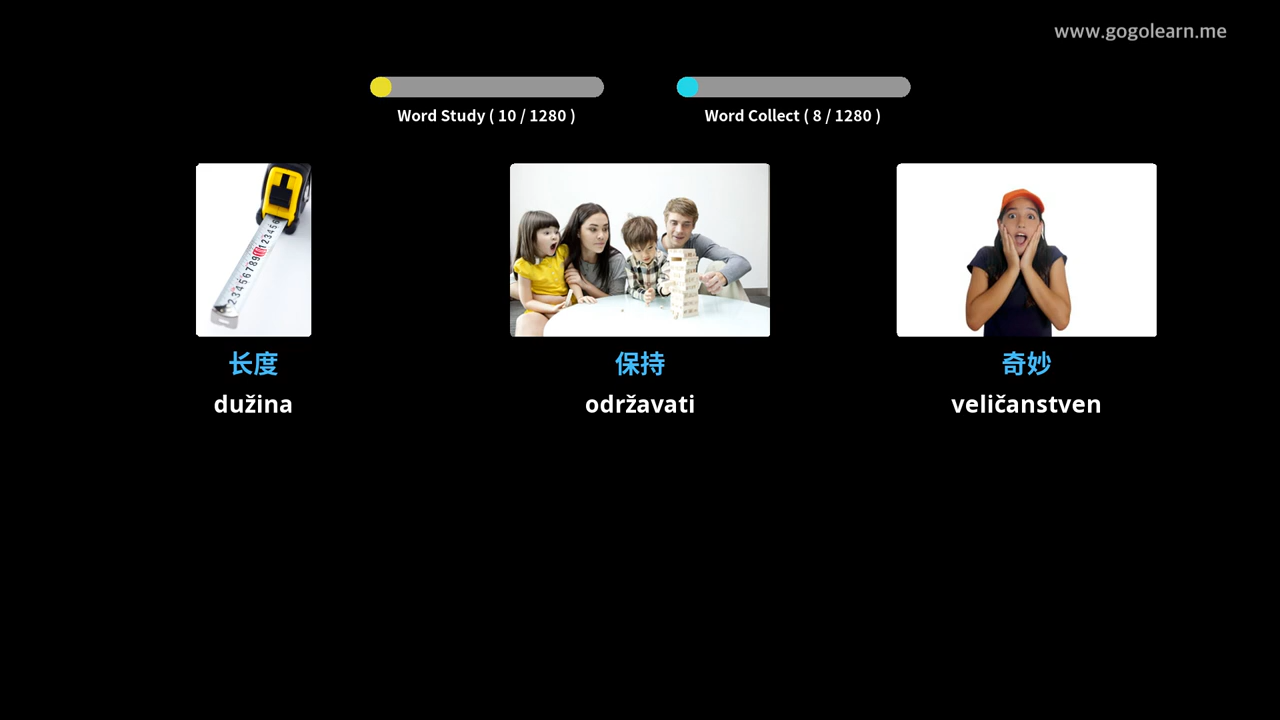 www.gogolearn.me
Word Study ( 10 / 1280 )
Word Collect ( 8 / 1280 )
长度
保持
奇妙
dužina
održavati
veličanstven